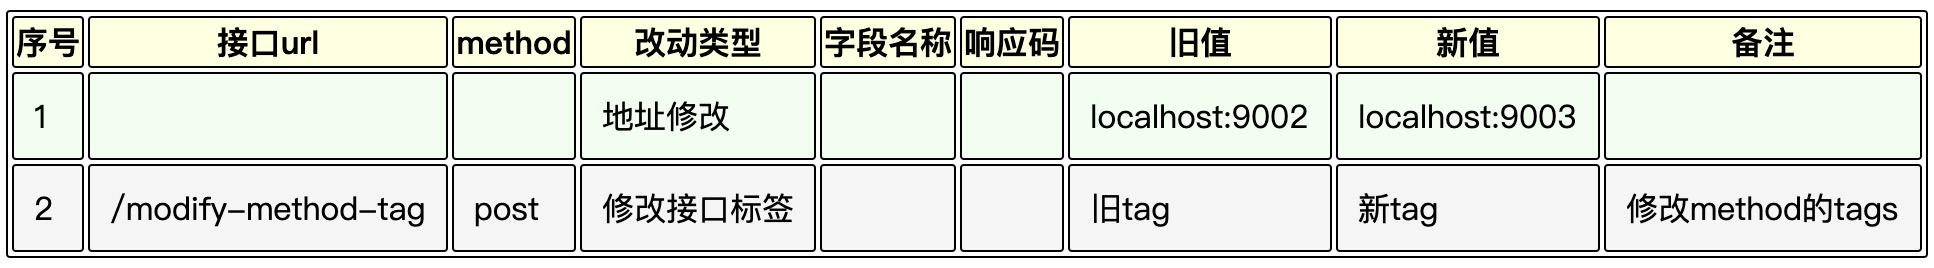 序号 接口url method 改动类型 字段名称 响应码 旧值 新值 备注
1 地址修改 localhost:9002 localhost:9003
2 /modify-method-tag post 修改接口标签 旧tag 新tag 修改method的tags